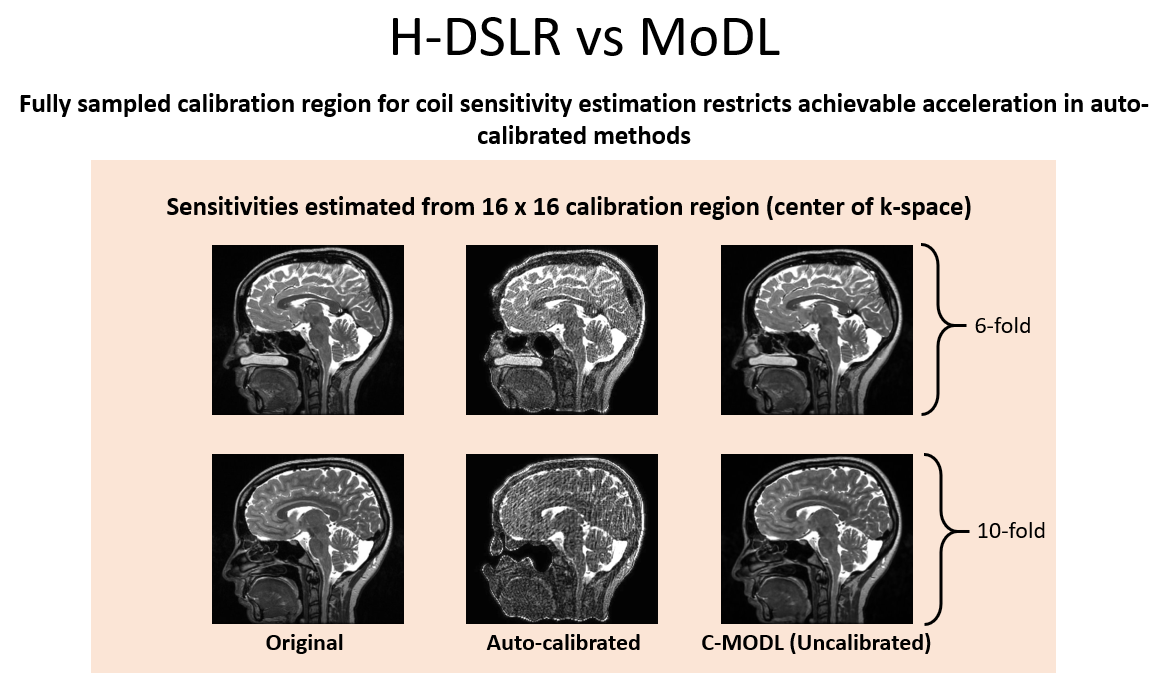 H-DSLR vs MoDL
Fully sampled calibration region for coil sensitivity estimation restricts achievable acceleration in auto-
calibrated methods
Sensitivities estimated from 16 x 16 calibration region (center of k-space)
6-fold
10-fold
Original
Auto-calibrated
C-MODL (Uncalibrated)